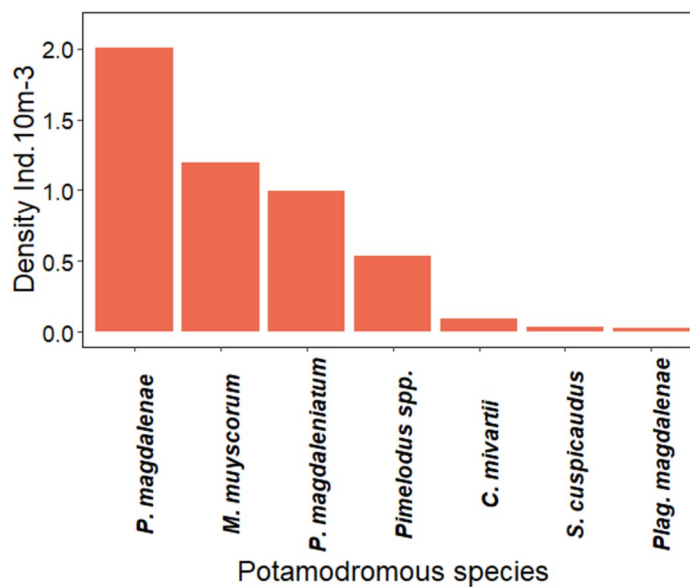 Density Ind.10m-3
2.0
1.5
1.0
0.5
0.0
P. magdalenae
M. muyscorum
P. magdaleniatum
Pimelodus spp.
C. mivartii
S. cuspicaudus
Plag. magdalenae
Potamodromous species